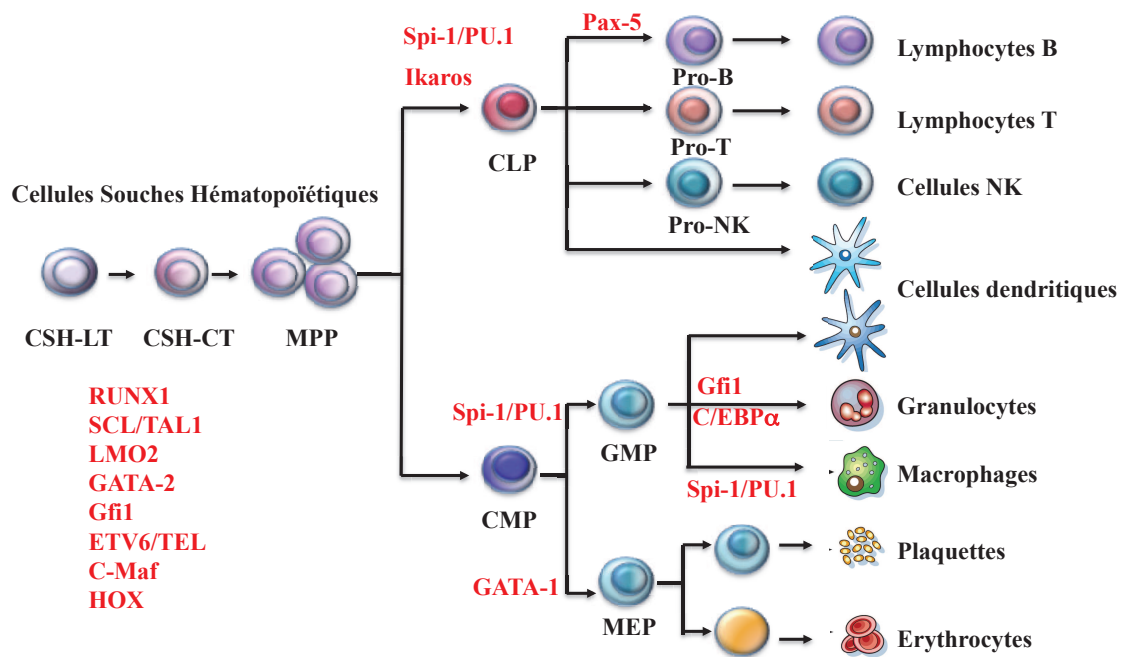 Spi-1/PU.1
Ikaros
Pax-5
Pro-B
Lymphocytes B
CLP
Pro-T
Lymphocytes T
Pro-NK
Cellules NK
Cellules Souches Hématopoïétiques
CSH-LT
CSH-CT
MPP
Cellules dendritiques
RUNX1
SCL/TAL1
LMO2
GATA-2
Gfi1
ETV6/TEL
C-Maf
HOX
Spi-1/PU.1
CMP
GMP
Gfi1
C/EBPα
Granulocytes
Spi-1/PU.1
Macrophages
GATA-1
MEP
Plaquettes
Erythrocytes